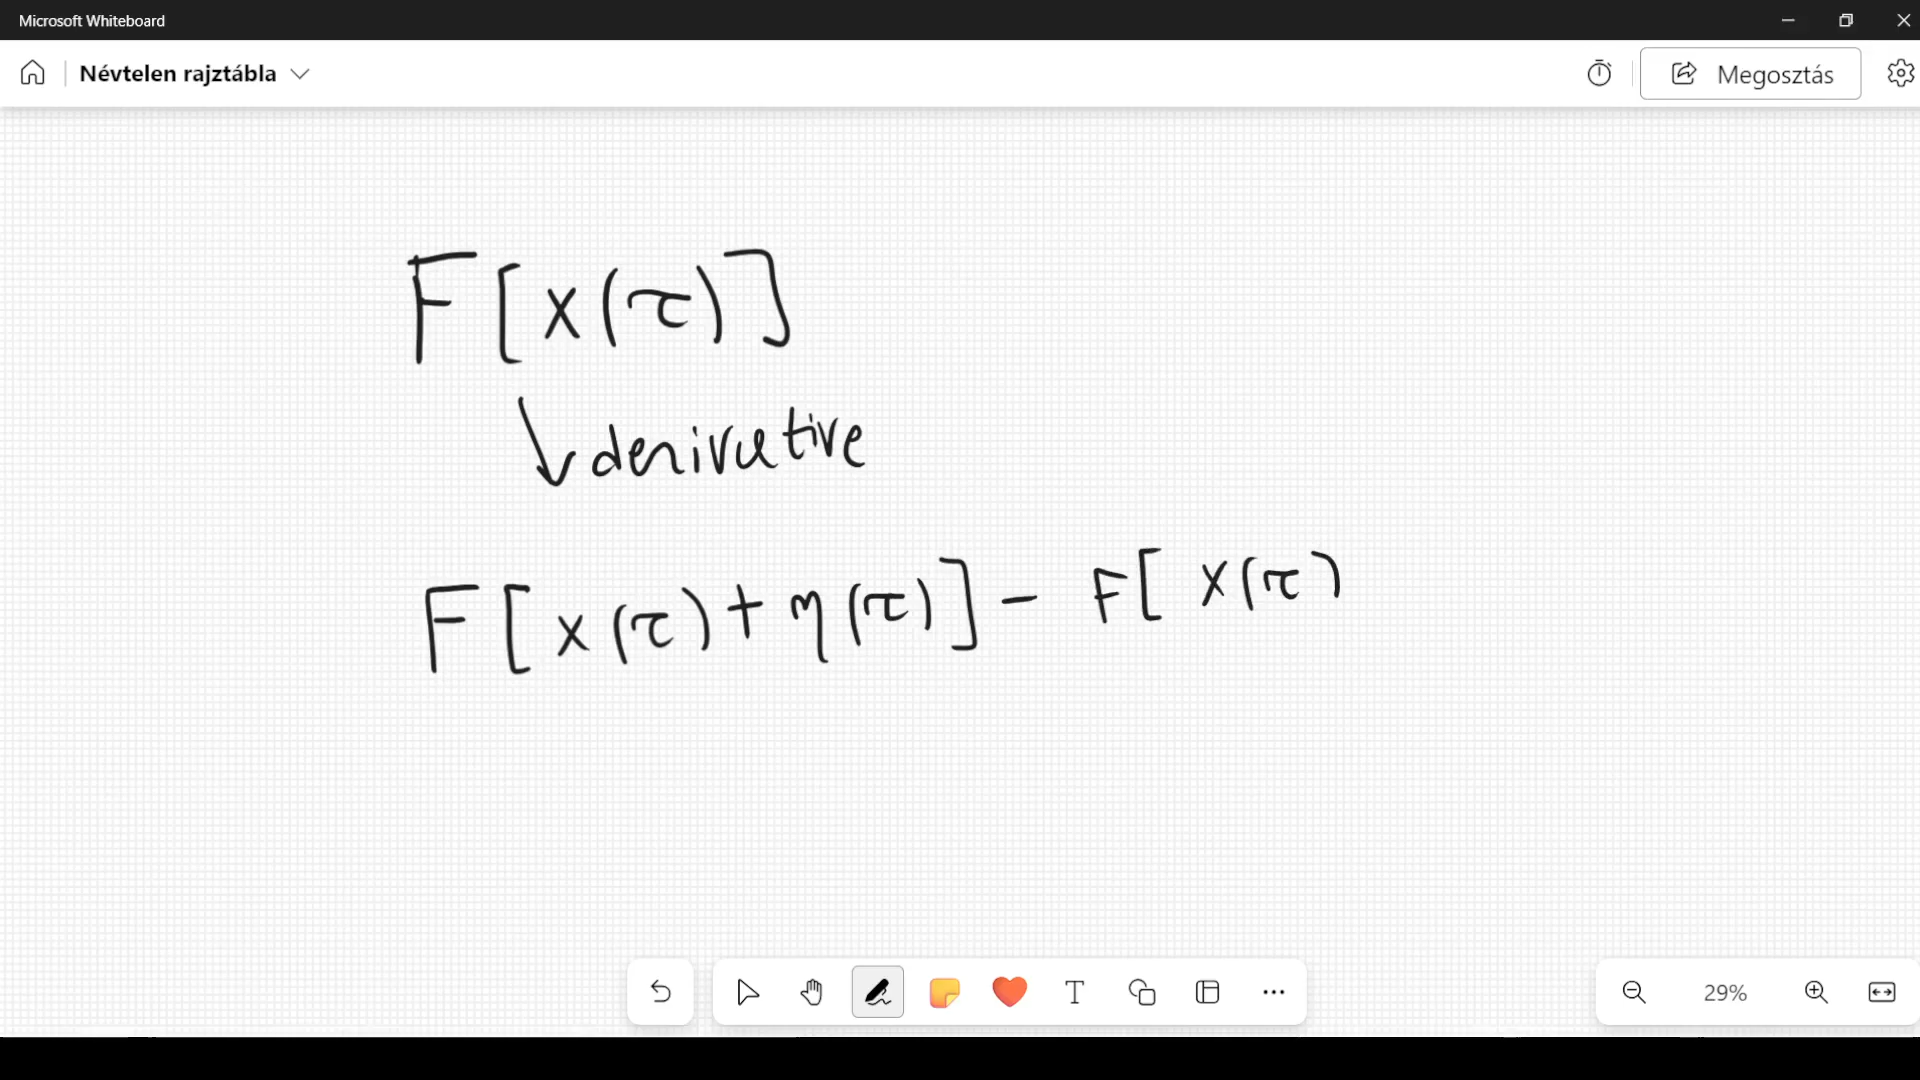 Microsoft Whiteboard
Névtelen rajztábla
Megosztás
F[x(τ)]
↓ derivative
F[x(τ)+η(τ)] - F[x(τ)
29%